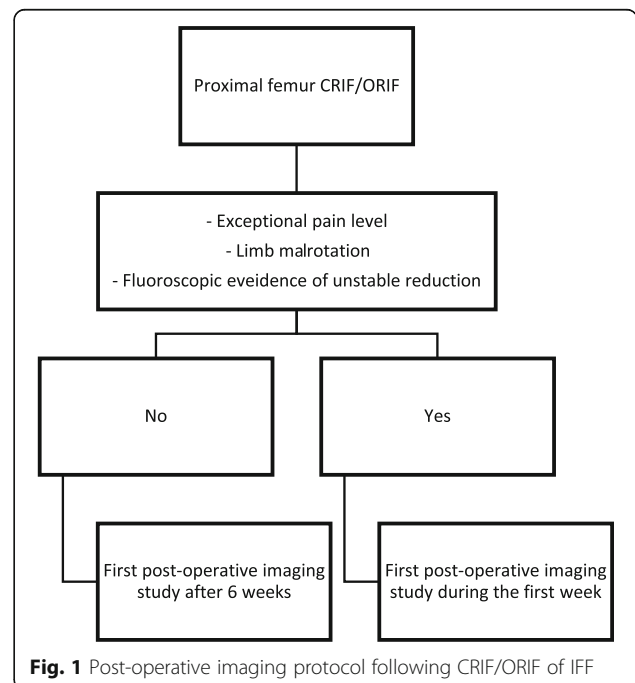 Proximal femur CRIF/ORIF
- Exceptional pain level
- Limb malrotation
- Fluoroscopic eveidence of unstable reduction
No
Yes
First post-operative imaging
study after 6 weeks
First post-operative imaging
study during the first week
Fig. 1 Post-operative imaging protocol following CRIF/ORIF of IFF